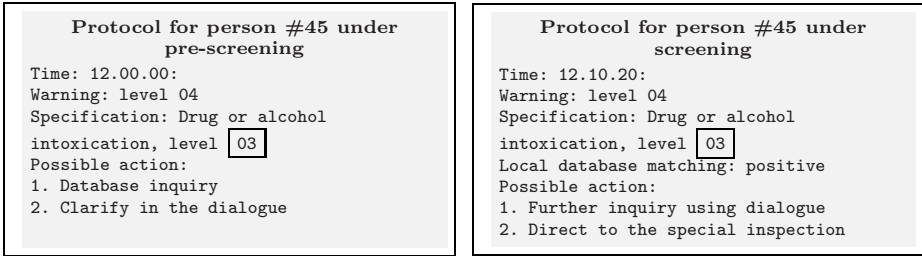 Protocol for person #45 under
pre-screening
Time: 12.00.00:
Warning: level 04
Specification: Drug or alcohol
intoxication, level 03
Possible action:
1. Database inquiry
2. Clarify in the dialogue
Protocol for person #45 under
screening
Time: 12.10.20:
Warning: level 04
Specification: Drug or alcohol
intoxication, level 03
Local database matching: positive
Possible action:
1. Further inquiry using dialogue
2. Direct to the special inspection